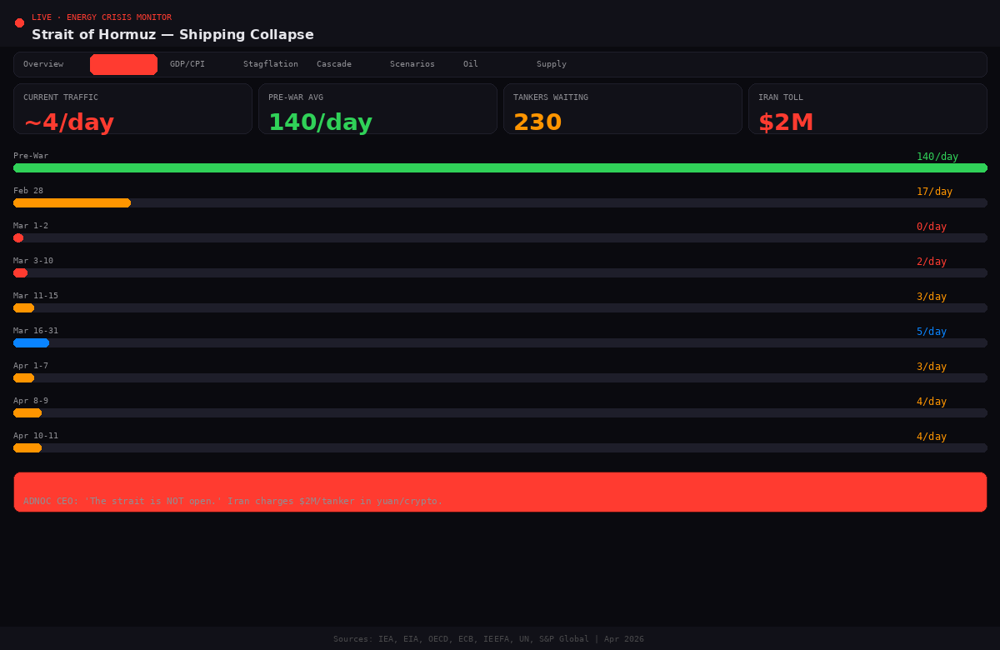 LIVE · ENERGY CRISIS MONITOR
Strait of Hormuz — Shipping Collapse
Overview GDP/CPI Stagflation Cascade Scenarios Oil Supply
CURRENT TRAFFIC PRE-WAR AVG TANKERS WAITING IRAN TOLL
~4/day 140/day 230 $2M
Pre-War 140/day
Feb 28 17/day
Mar 1-2 0/day
Mar 3-10 2/day
Mar 11-15 3/day
Mar 16-31 5/day
Apr 1-7 3/day
Apr 8-9 4/day
Apr 10-11 4/day
ADNOC CEO: 'The strait is NOT open.' Iran charges $2M/tanker in yuan/crypto.
Sources: IEA, EIA, OECD, ECB, IEEFA, UN, S&P Global | Apr 2026